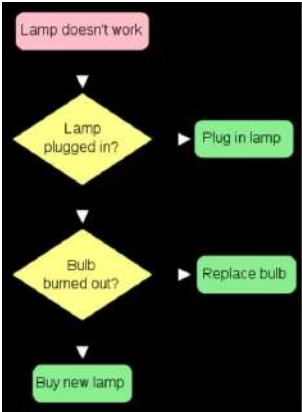 Lamp doesn't work
Lamp
plugged in?
Plug in lamp
Bulb
burned out?
Replace bulb
Buy new lamp